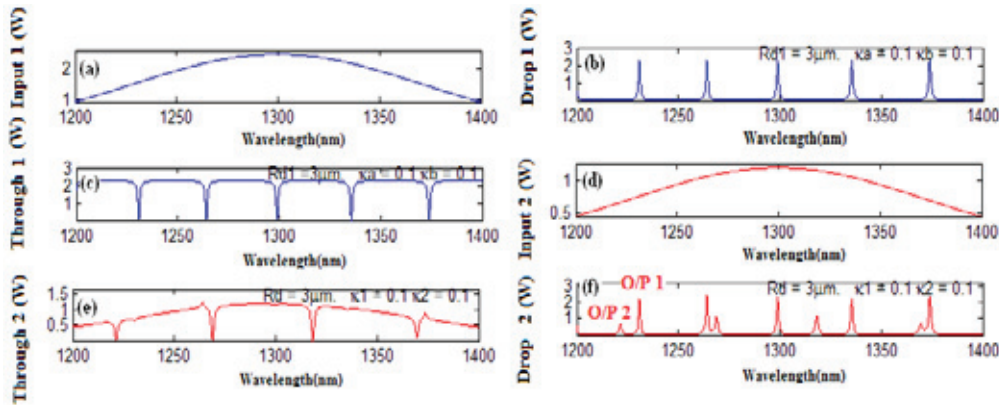 Input 1 (W)
(a)
2
1
1200 1250 1300 1350 1400
Wavelength(nm)
Drop 1 (W)
(b)
Rd1 = 3µm. κa = 0.1 κb = 0.1
3
2
1
1200 1250 1300 1350 1400
Wavelength(nm)
Through 1 (W)
(c)
Rd1 =3µm. κa = 0.1 κb = 0.1
3
2
1
1200 1250 1300 1350 1400
Wavelength(nm)
Input 2 (W)
(d)
1
0.5
1200 1250 1300 1350 1400
Wavelength(nm)
Through 2 (W)
(e)
Rd = 3µm. κ1 = 0.1 κ2 = 0.1
1.5
1
0.5
1200 1250 1300 1350 1400
Wavelength(nm)
Drop 2 (W)
(f)
O/P 1
Rd = 3µm. κ1 = 0.1 κ2 = 0.1
O/P 2
3
2
1
1200 1250 1300 1350 1400
Wavelength(nm)